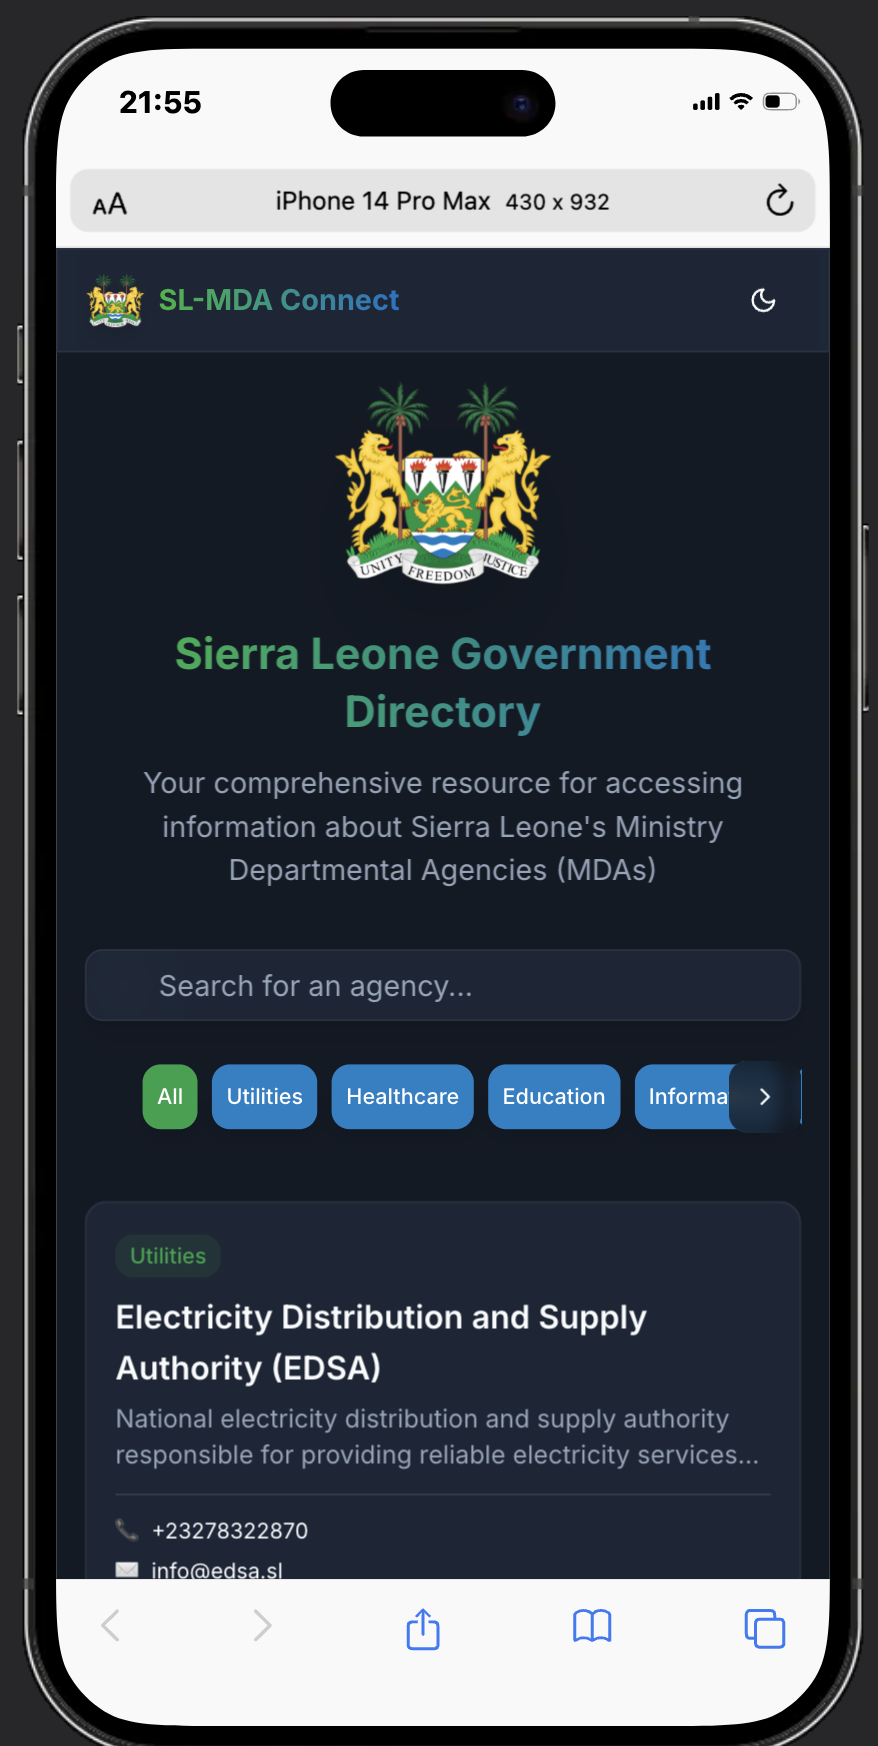 21:55
AA iPhone 14 Pro Max 430 x 932
SL-MDA Connect
UNITY FREEDOM JUSTICE
Sierra Leone Government
Directory
Your comprehensive resource for accessing
information about Sierra Leone's Ministry
Departmental Agencies (MDAs)
Search for an agency...
All Utilities Healthcare Education Informa
Utilities
Electricity Distribution and Supply
Authority (EDSA)
National electricity distribution and supply authority
responsible for providing reliable electricity services...
+23278322870
info@edsa.sl